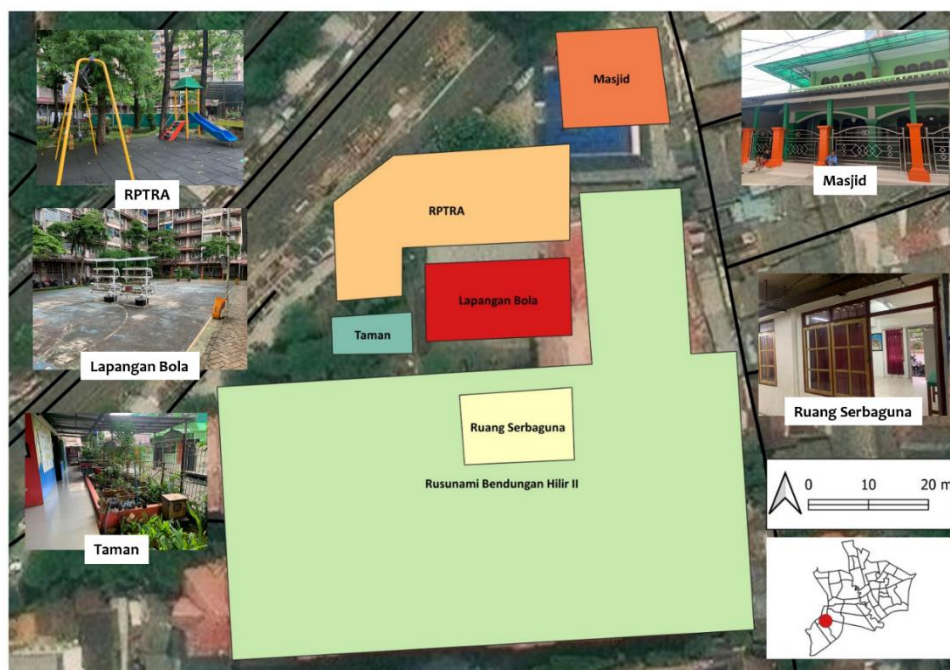 Masjid
RPTRA
Lapangan Bola
Taman
Ruang Serbaguna
Rusunami Bendungan Hilir II
RPTRA
Lapangan Bola
Taman
Masjid
Ruang Serbaguna
0 10 20 m